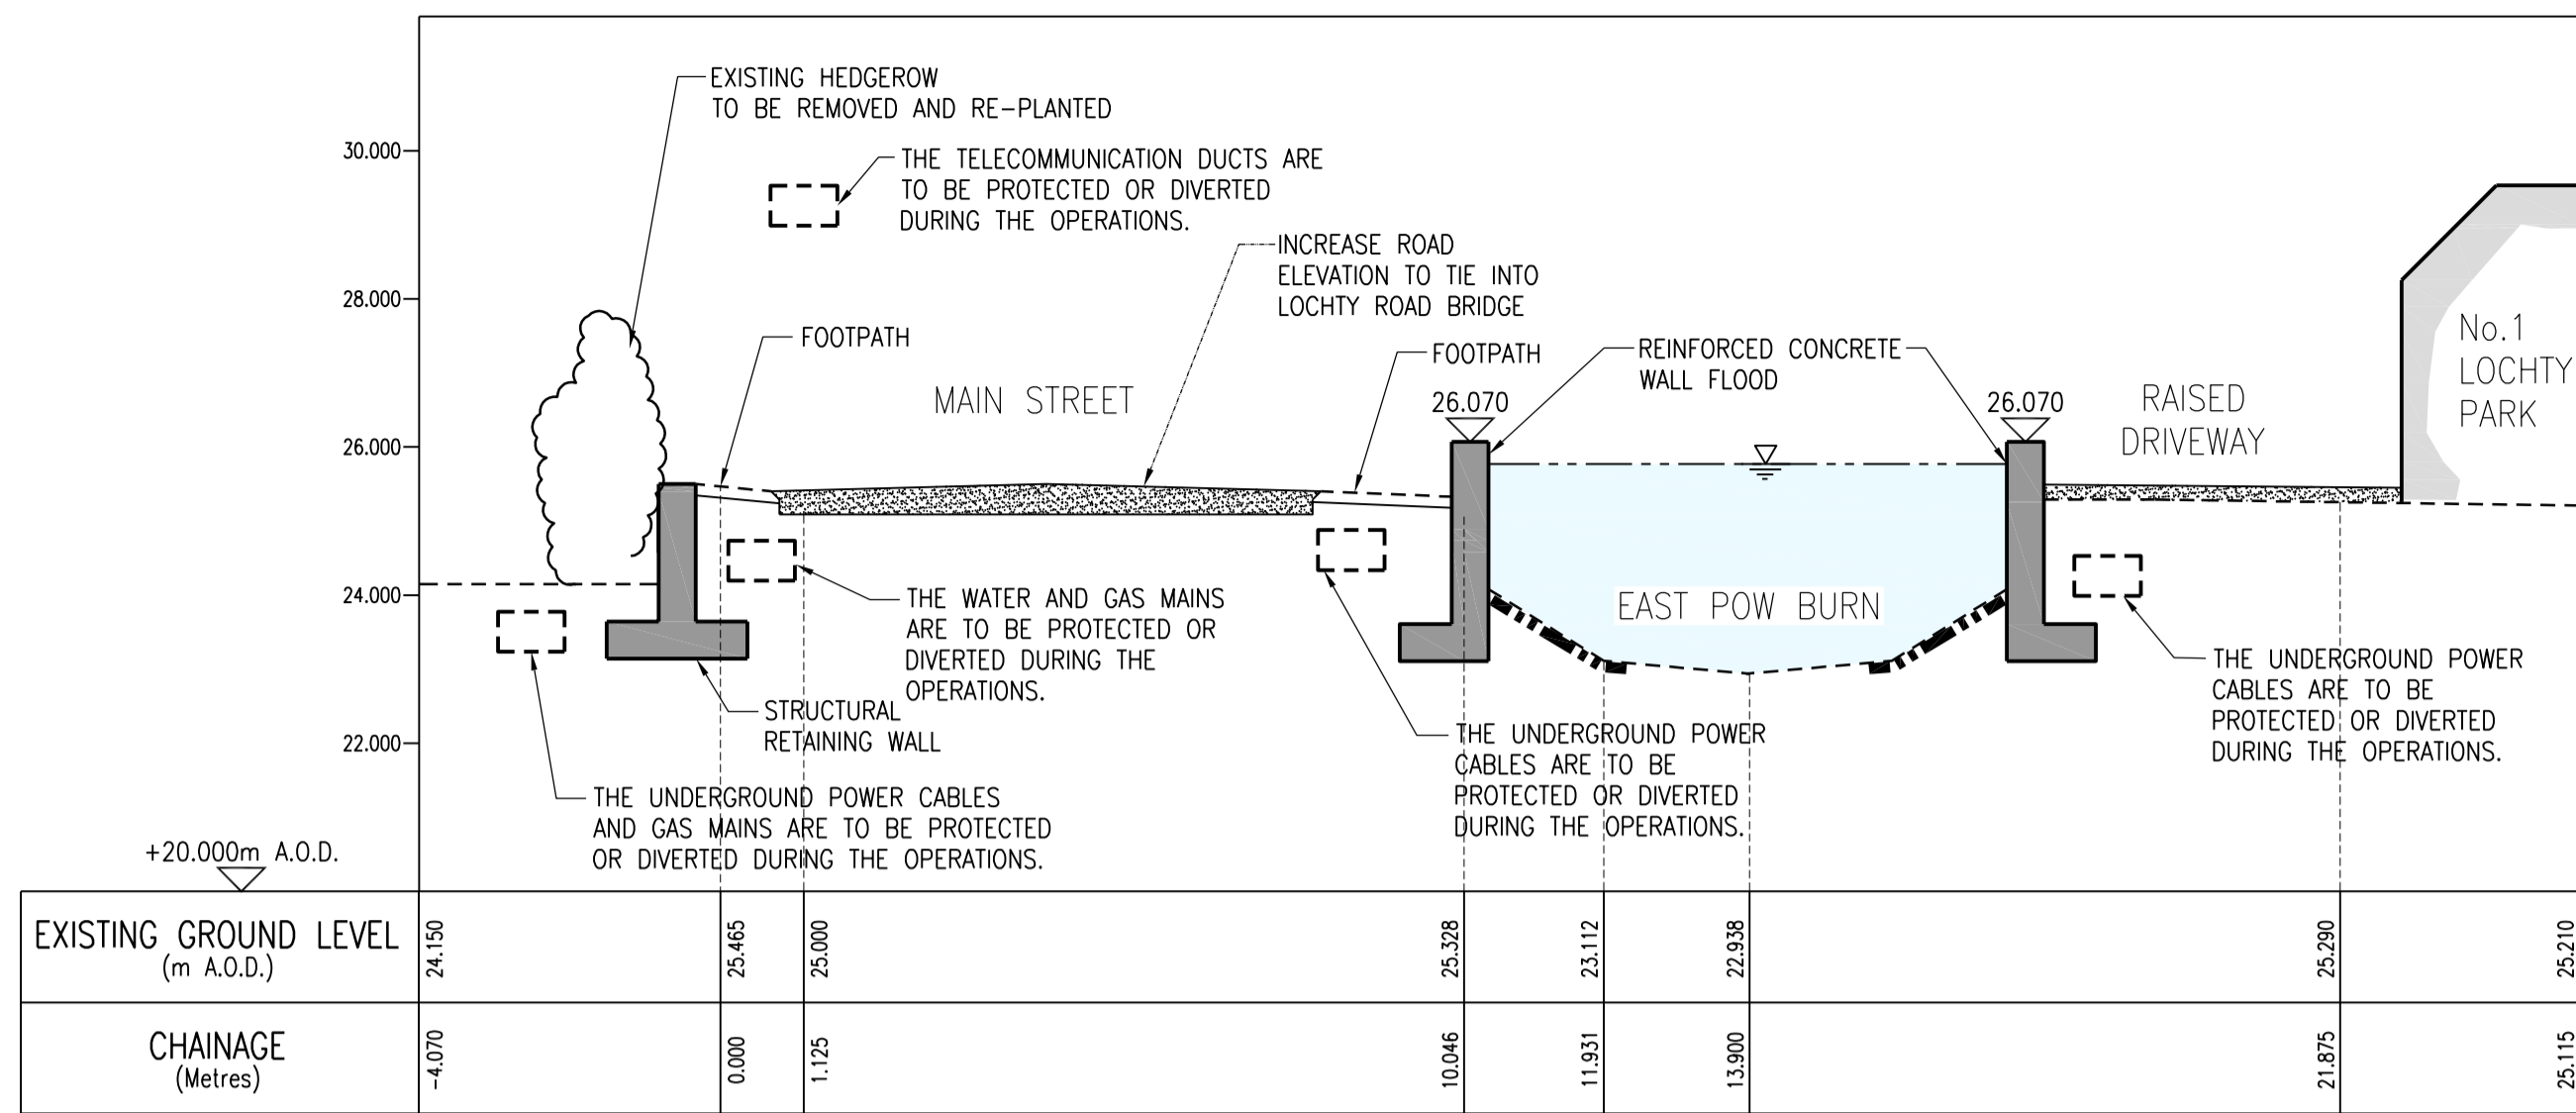 EXISTING HEDGEROW
TO BE REMOVED AND RE-PLANTED
30.000
THE TELECOMMUNICATION DUCTS ARE
TO BE PROTECTED OR DIVERTED
DURING THE OPERATIONS.
INCREASE ROAD
ELEVATION TO TIE INTO
LOCHTY ROAD BRIDGE
28.000
FOOTPATH
FOOTPATH
REINFORCED CONCRETE
WALL FLOOD
No.1
LOCHTY
PARK
MAIN STREET
26.070
26.070
RAISED
DRIVEWAY
26.000
24.000
THE WATER AND GAS MAINS
ARE TO BE PROTECTED OR
DIVERTED DURING THE
OPERATIONS.
EAST POW BURN
THE UNDERGROUND POWER
CABLES ARE TO BE
PROTECTED OR DIVERTED
DURING THE OPERATIONS.
STRUCTURAL
RETAINING WALL
22.000
THE UNDERGROUND POWER
CABLES ARE TO BE
PROTECTED OR DIVERTED
DURING THE OPERATIONS.
THE UNDERGROUND POWER CABLES
AND GAS MAINS ARE TO BE PROTECTED
OR DIVERTED DURING THE OPERATIONS.
+20.000m A.O.D.
EXISTING GROUND LEVEL
(m A.O.D.)
24.150
25.465
25.000
25.328
23.112
22.938
25.290
25.210
CHAINAGE
(Metres)
-4.070
0.000
1.125
10.046
11.931
13.900
21.875
25.115